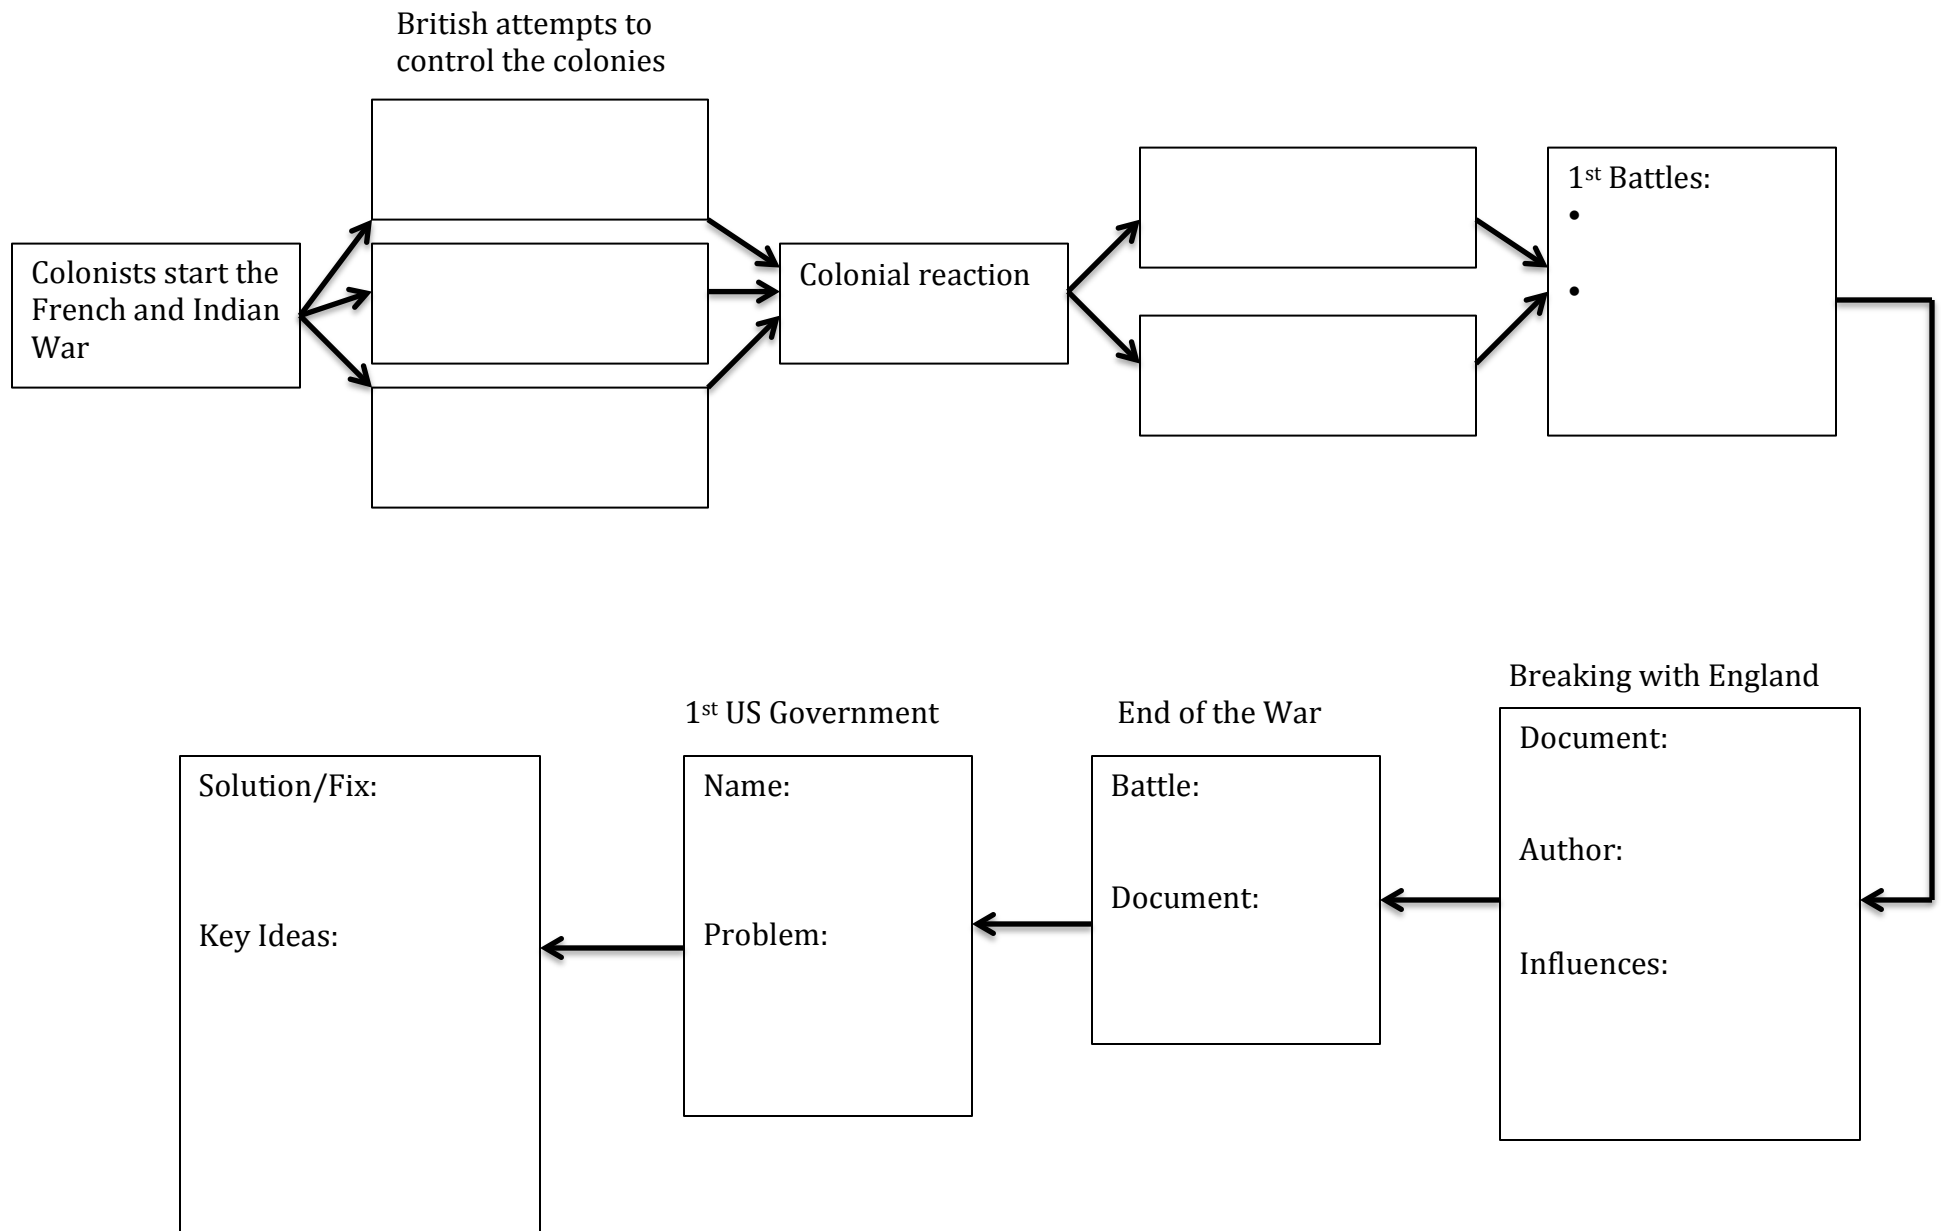 British attempts to
control the colonies
Colonists start the
French and Indian
War
Colonial reaction
1st Battles:
•
•
Breaking with England
Document:
Author:
Influences:
End of the War
Battle:
Document:
1st US Government
Name:
Problem:
Solution/Fix:
Key Ideas: